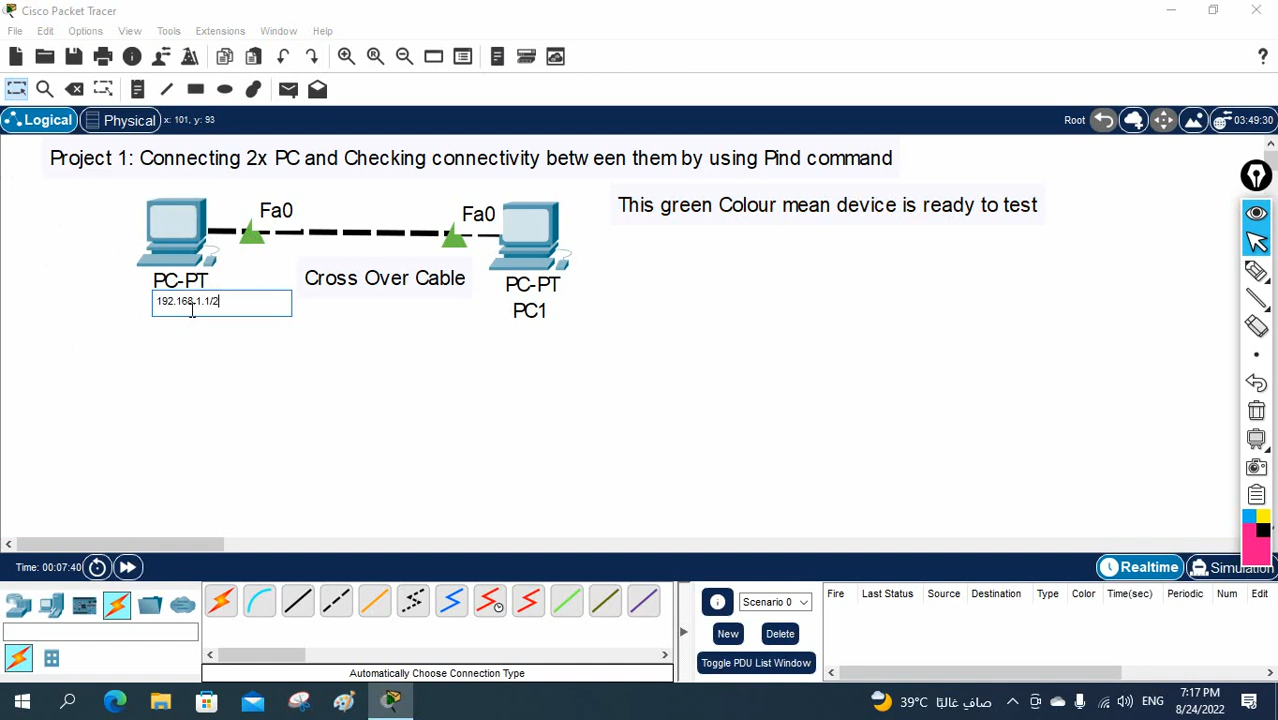 Cisco Packet Tracer
File Edit Options View Tools Extensions Window Help
Logical Physical x: 101, y: 93 Root 03:49:30
Project 1: Connecting 2x PC and Checking connectivity between them by using Pind command
This green Colour mean device is ready to test
Fa0
Fa0
Cross Over Cable
PC-PT
192.168.1.1/2
PC-PT
PC1
Time: 00:07:40 Realtime Simulation
Scenario 0
New Delete
Toggle PDU List Window
Fire Last Status Source Destination Type Color Time(sec) Periodic Num Edit
Automatically Choose Connection Type
39°C صافٍ غالبًا ENG 7:17 PM
8/24/2022